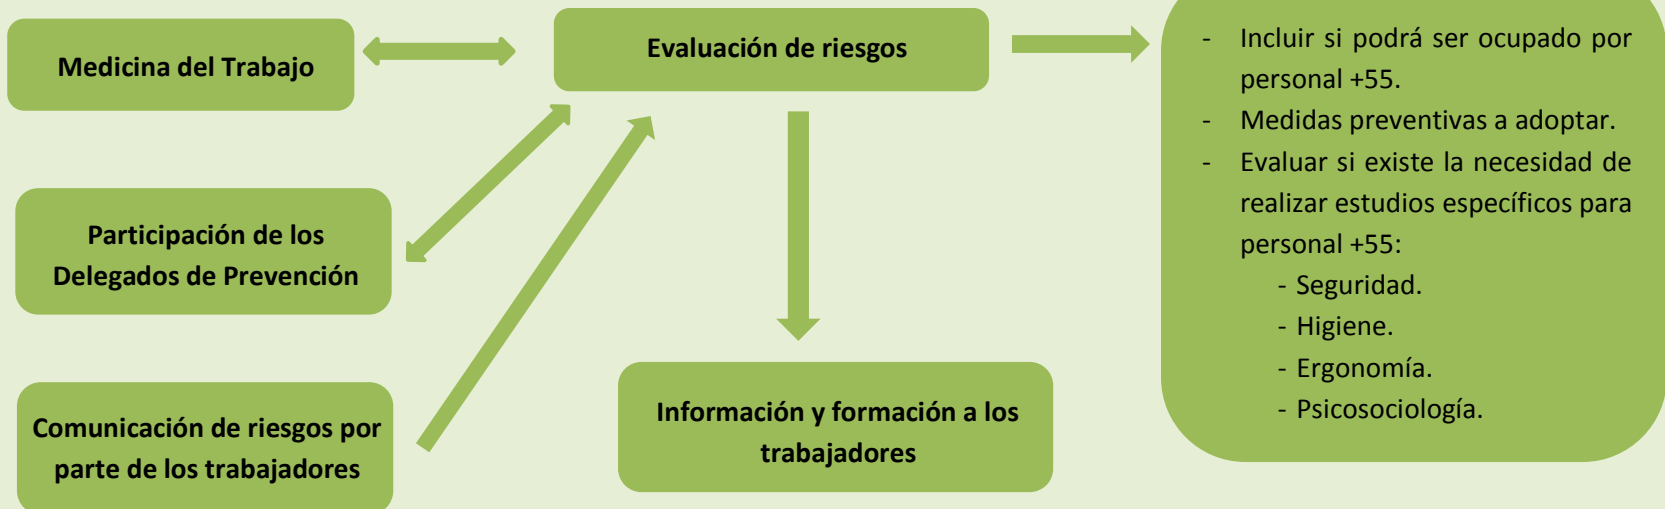 Medicina del Trabajo
Evaluación de riesgos
Participación de los
Delegados de Prevención
Comunicación de riesgos por
parte de los trabajadores
Información y formación a los
trabajadores
- Incluir si podrá ser ocupado por
personal +55.
- Medidas preventivas a adoptar.
- Evaluar si existe la necesidad de
realizar estudios específicos para
personal +55:
- Seguridad.
- Higiene.
- Ergonomía.
- Psicosociología.